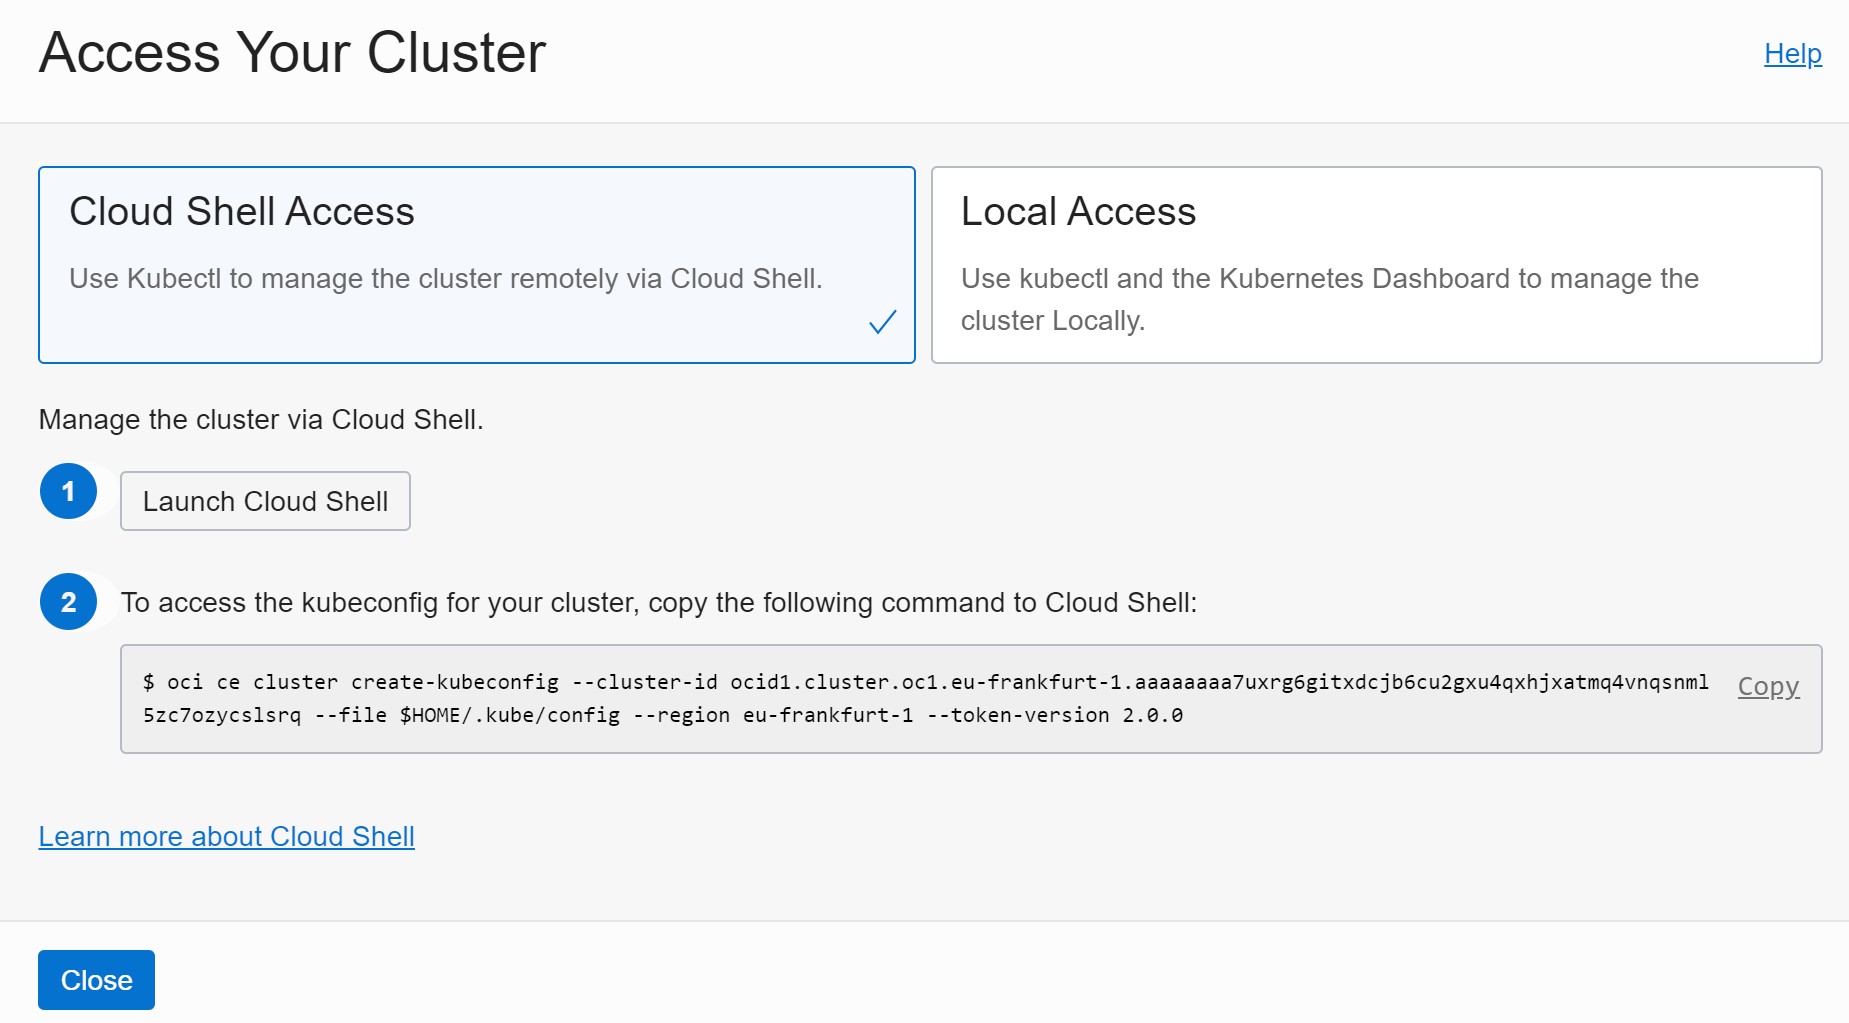 Access Your Cluster
Help
Cloud Shell Access
Use Kubectl to manage the cluster remotely via Cloud Shell.
Local Access
Use kubectl and the Kubernetes Dashboard to manage the
cluster Locally.
Manage the cluster via Cloud Shell.
1
Launch Cloud Shell
2
To access the kubeconfig for your cluster, copy the following command to Cloud Shell:
$ oci ce cluster create-kubeconfig --cluster-id ocid1.cluster.oc1.eu-frankfurt-1.aaaaaaaa7uxrg6gitxdcjb6cu2gxu4qxhjxatmq4vnqsnml
5zc7ozycslsrq --file $HOME/.kube/config --region eu-frankfurt-1 --token-version 2.0.0
Copy
Learn more about Cloud Shell
Close